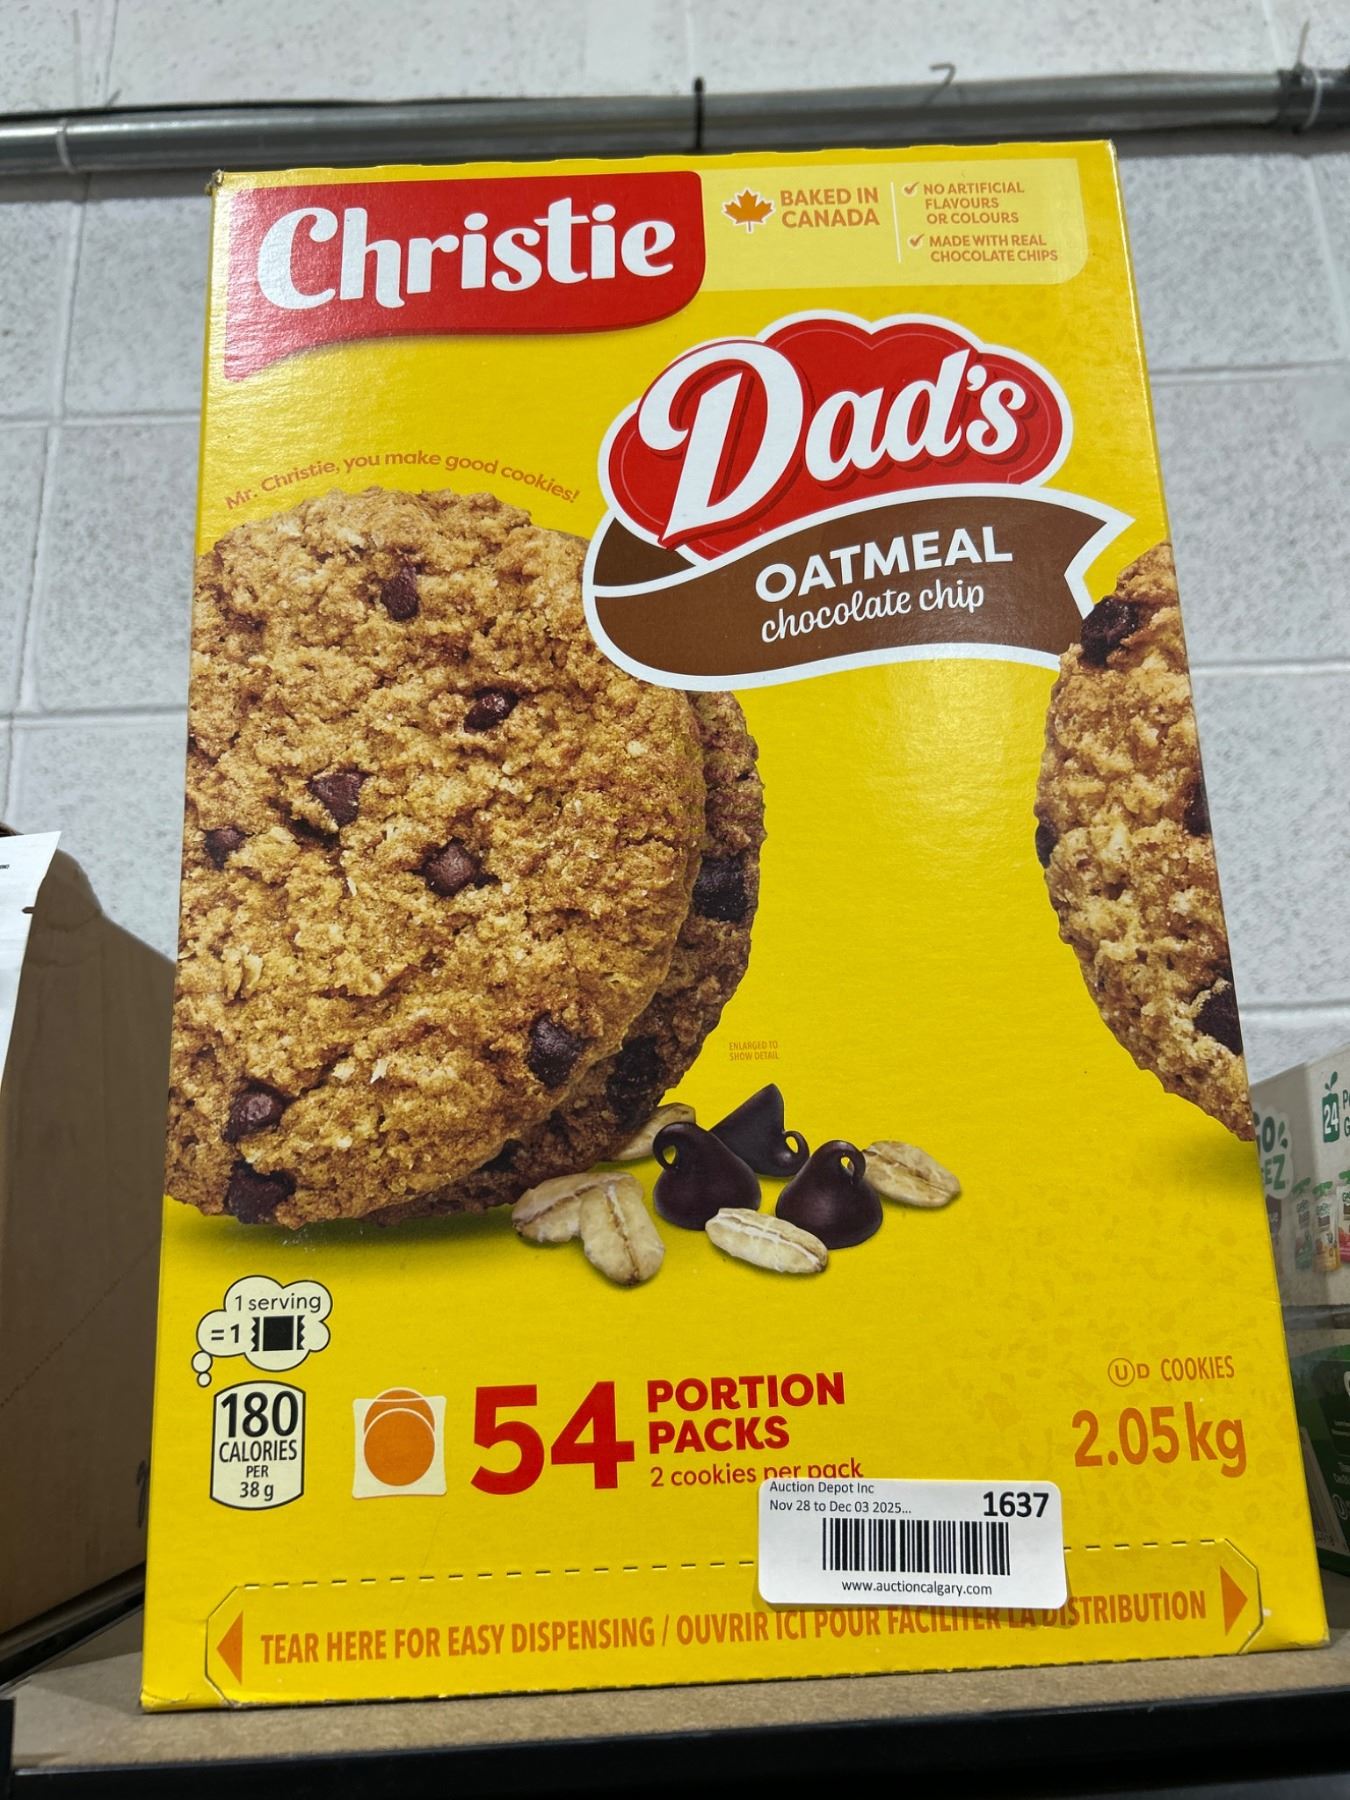 Christie
BAKED IN
CANADA
NO ARTIFICIAL
FLAVOURS
OR COLOURS
MADE WITH REAL
CHOCOLATE CHIPS
Dad's
OATMEAL
chocolate chip
Mr. Christie, you make good cookies!
ENLARGED TO
SHOW DETAIL
24
1 serving
=1
180
CALORIES
PER
38 g
54 PORTION
PACKS
2 cookies per pack
U D COOKIES
2.05 kg
Auction Depot Inc
Nov 28 to Dec 03 2025...
1637
www.auctioncalgary.com
TEAR HERE FOR EASY DISPENSING / OUVRIR ICI POUR FACILITER LA DISTRIBUTION